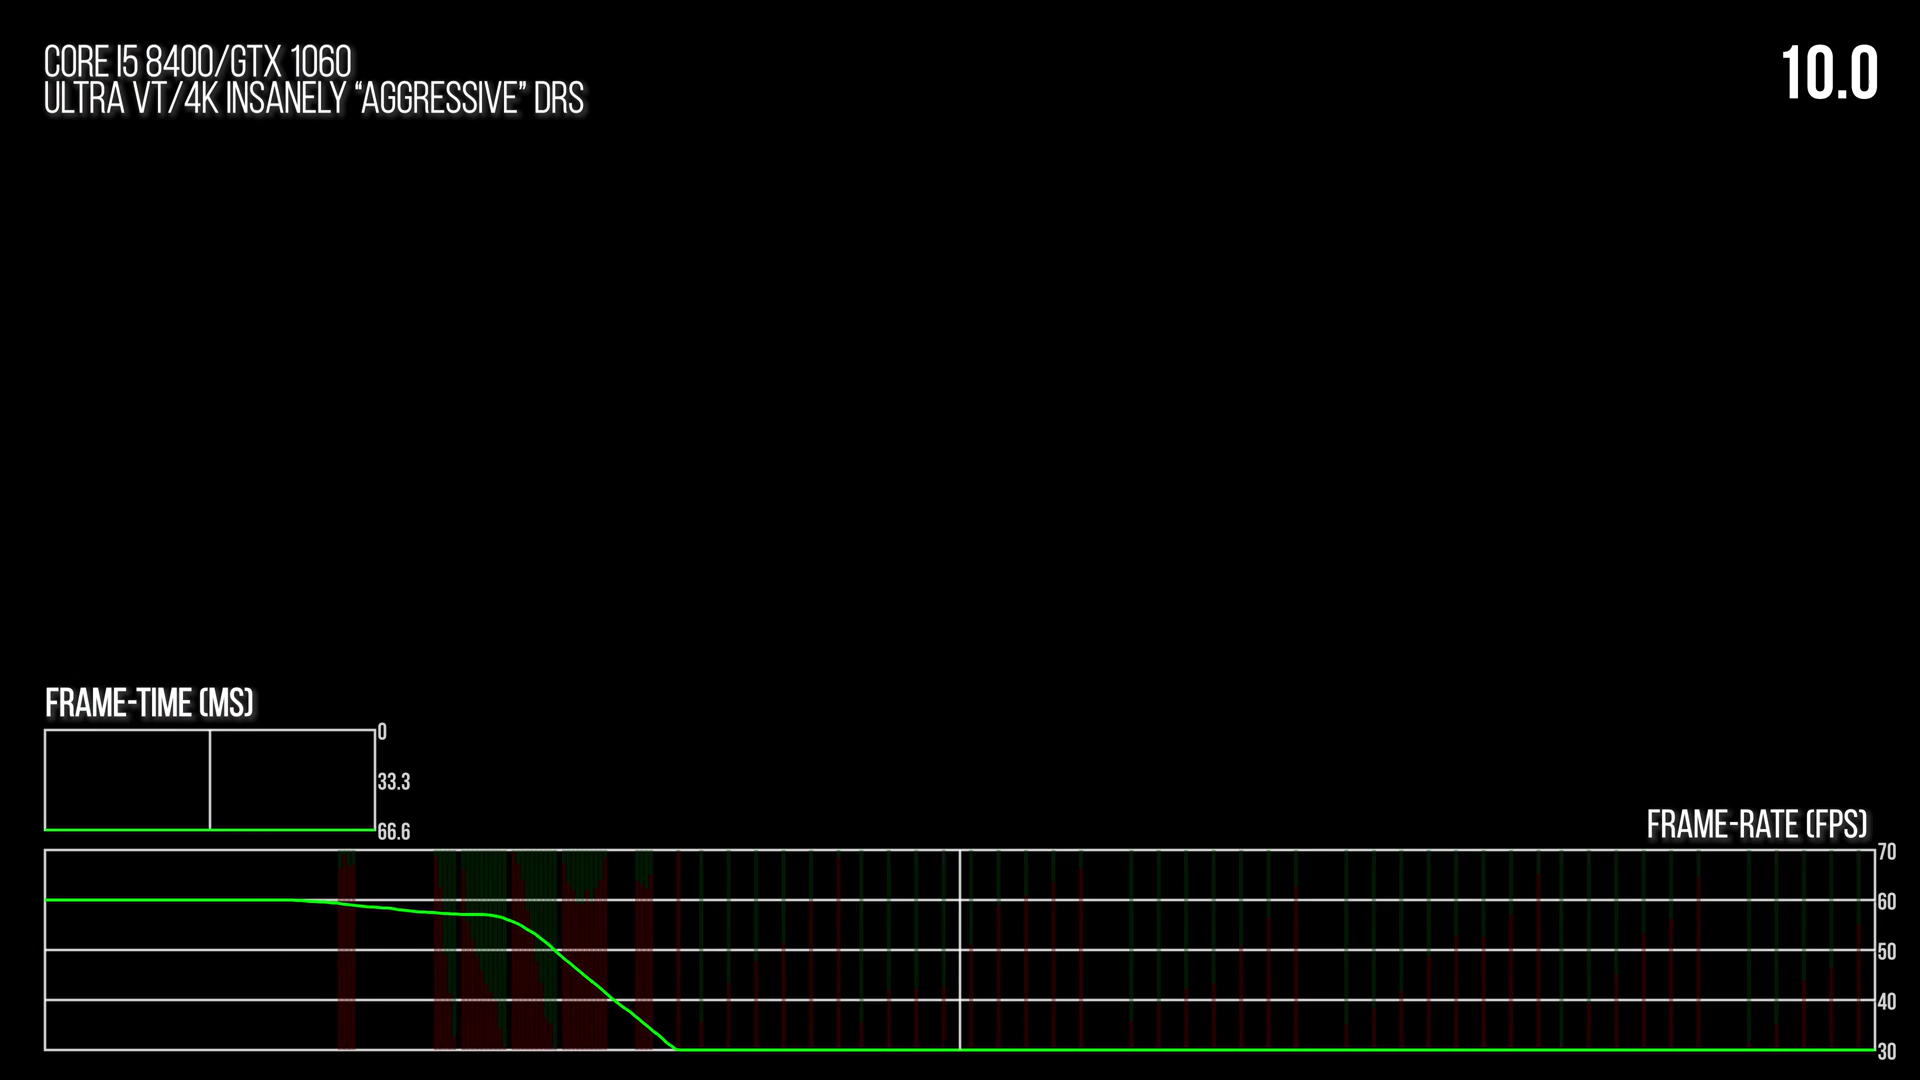 CORE I5 8400/GTX 1060
ULTRA VT/4K INSANELY “AGGRESSIVE” DRS
10.0
FRAME-TIME (MS)
0
33.3
66.6
FRAME-RATE (FPS)
70
60
50
40
30